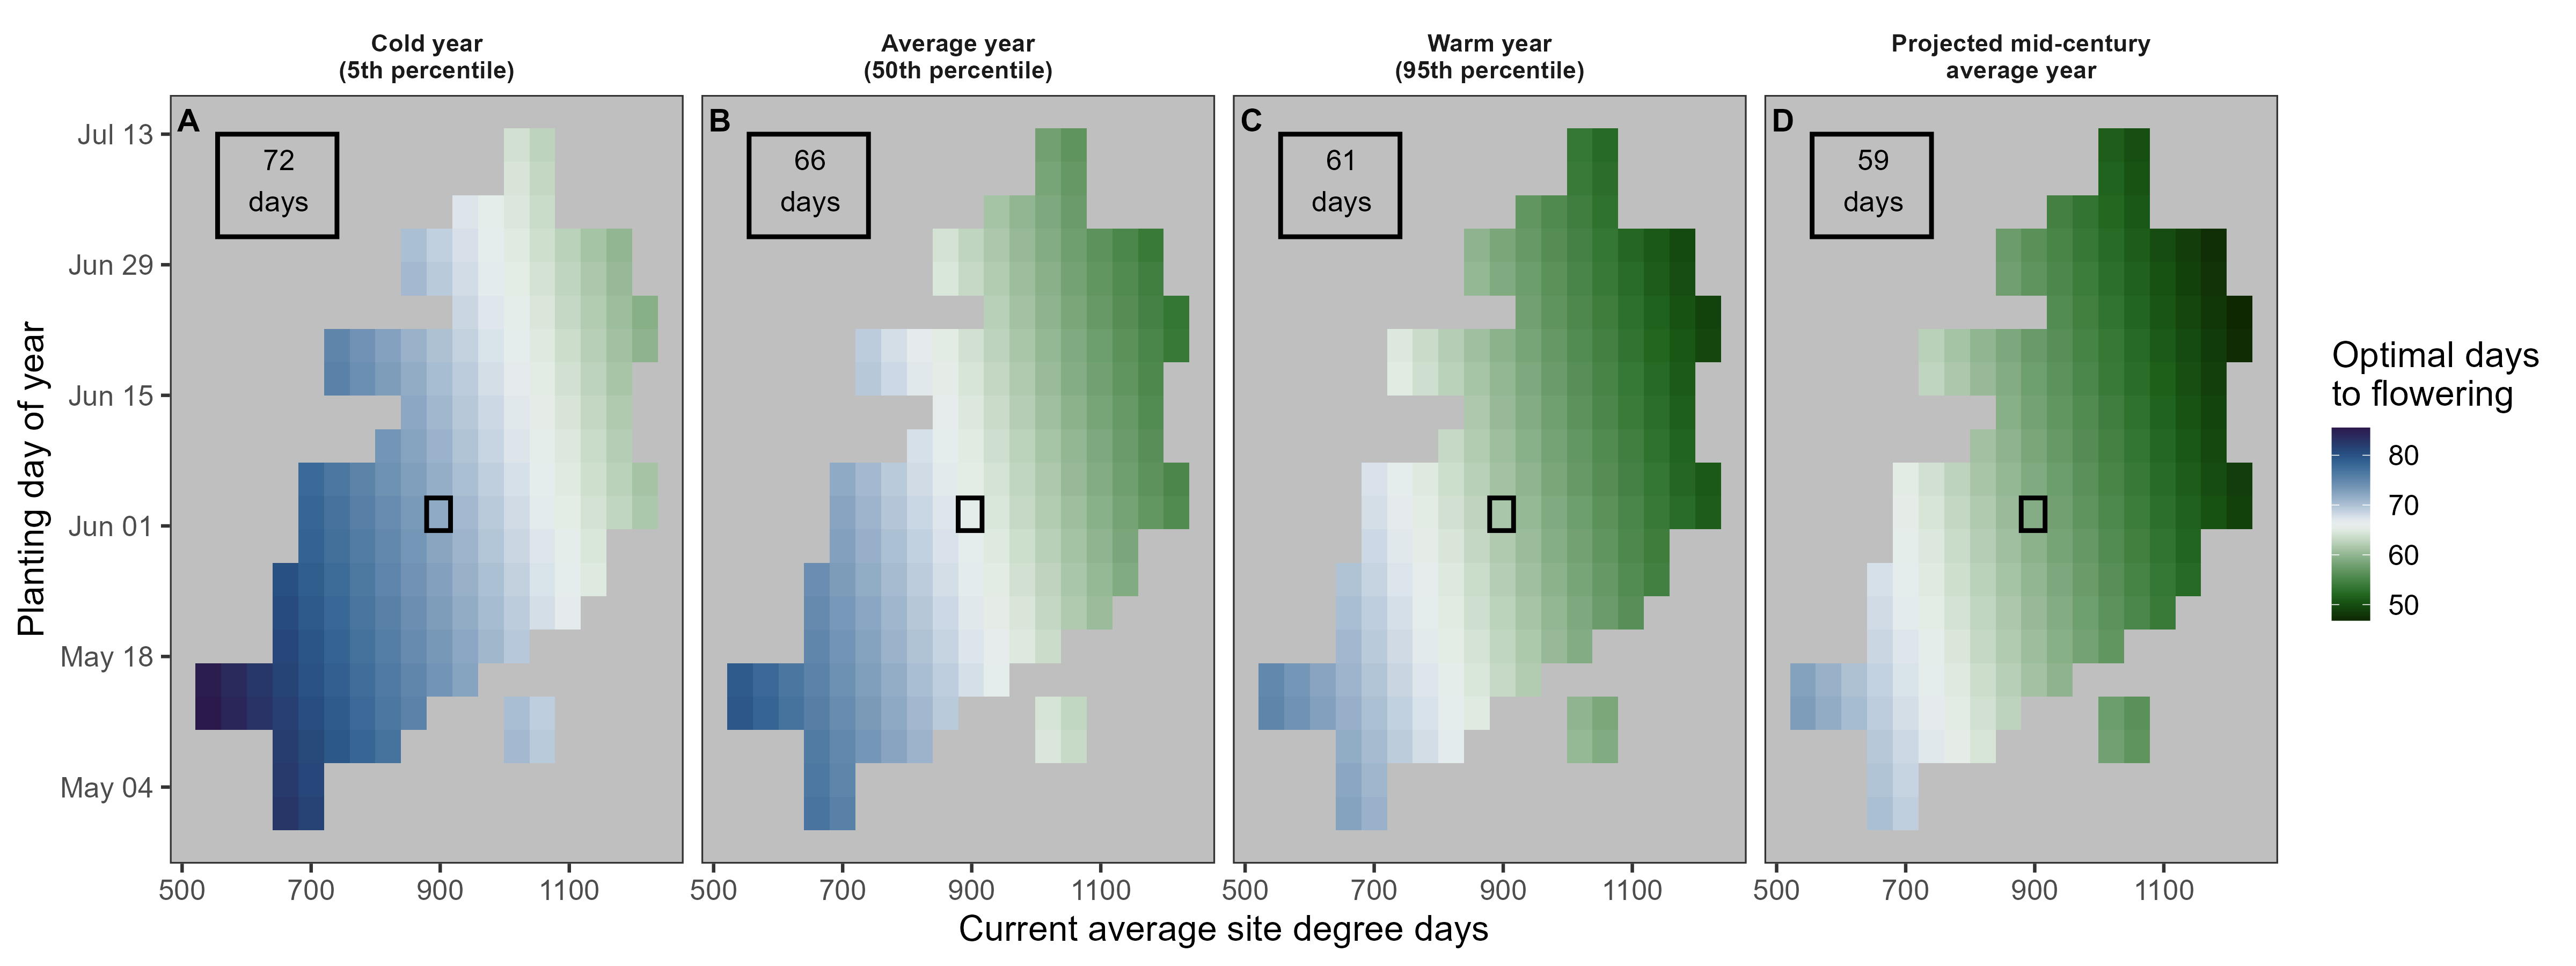 Cold year
(5th percentile)
Average year
(50th percentile)
Warm year
(95th percentile)
Projected mid-century
average year
A
72
days
B
66
days
C
61
days
D
59
days
Planting day of year
Jul 13
Jun 29
Jun 15
Jun 01
May 18
May 04
500 700 900 1100
500 700 900 1100
500 700 900 1100
500 700 900 1100
Current average site degree days
Optimal days
to flowering
80
70
60
50